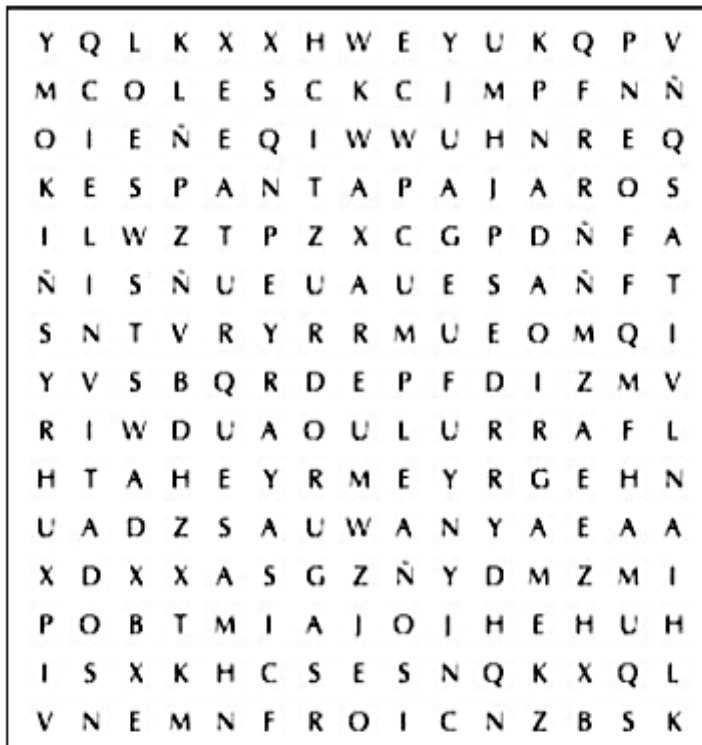 Y Q L K X X H W E Y U K Q P V
M C O L E S C K C J M P F N Ñ
O I E Ñ E Q I W W U H N R E Q
K E S P A N T A P A J A R O S
I L W Z T P Z X C G P D Ñ F A
Ñ I S Ñ U E U A U E S A Ñ F T
S N T V R Y R R M U E O M Q I
Y V S B Q R D E P F D I Z M V
R I W D U A O U L U R R A F L
H T A H E Y R M E Y R G E H N
U A D Z S A U W A N Y A E A A
X D X X A S G Z Ñ Y D M Z M I
P O B T M I A J O J H E H U H
I S X K H C S E S N Q K X Q L
V N E M N F R O I C N Z B S K